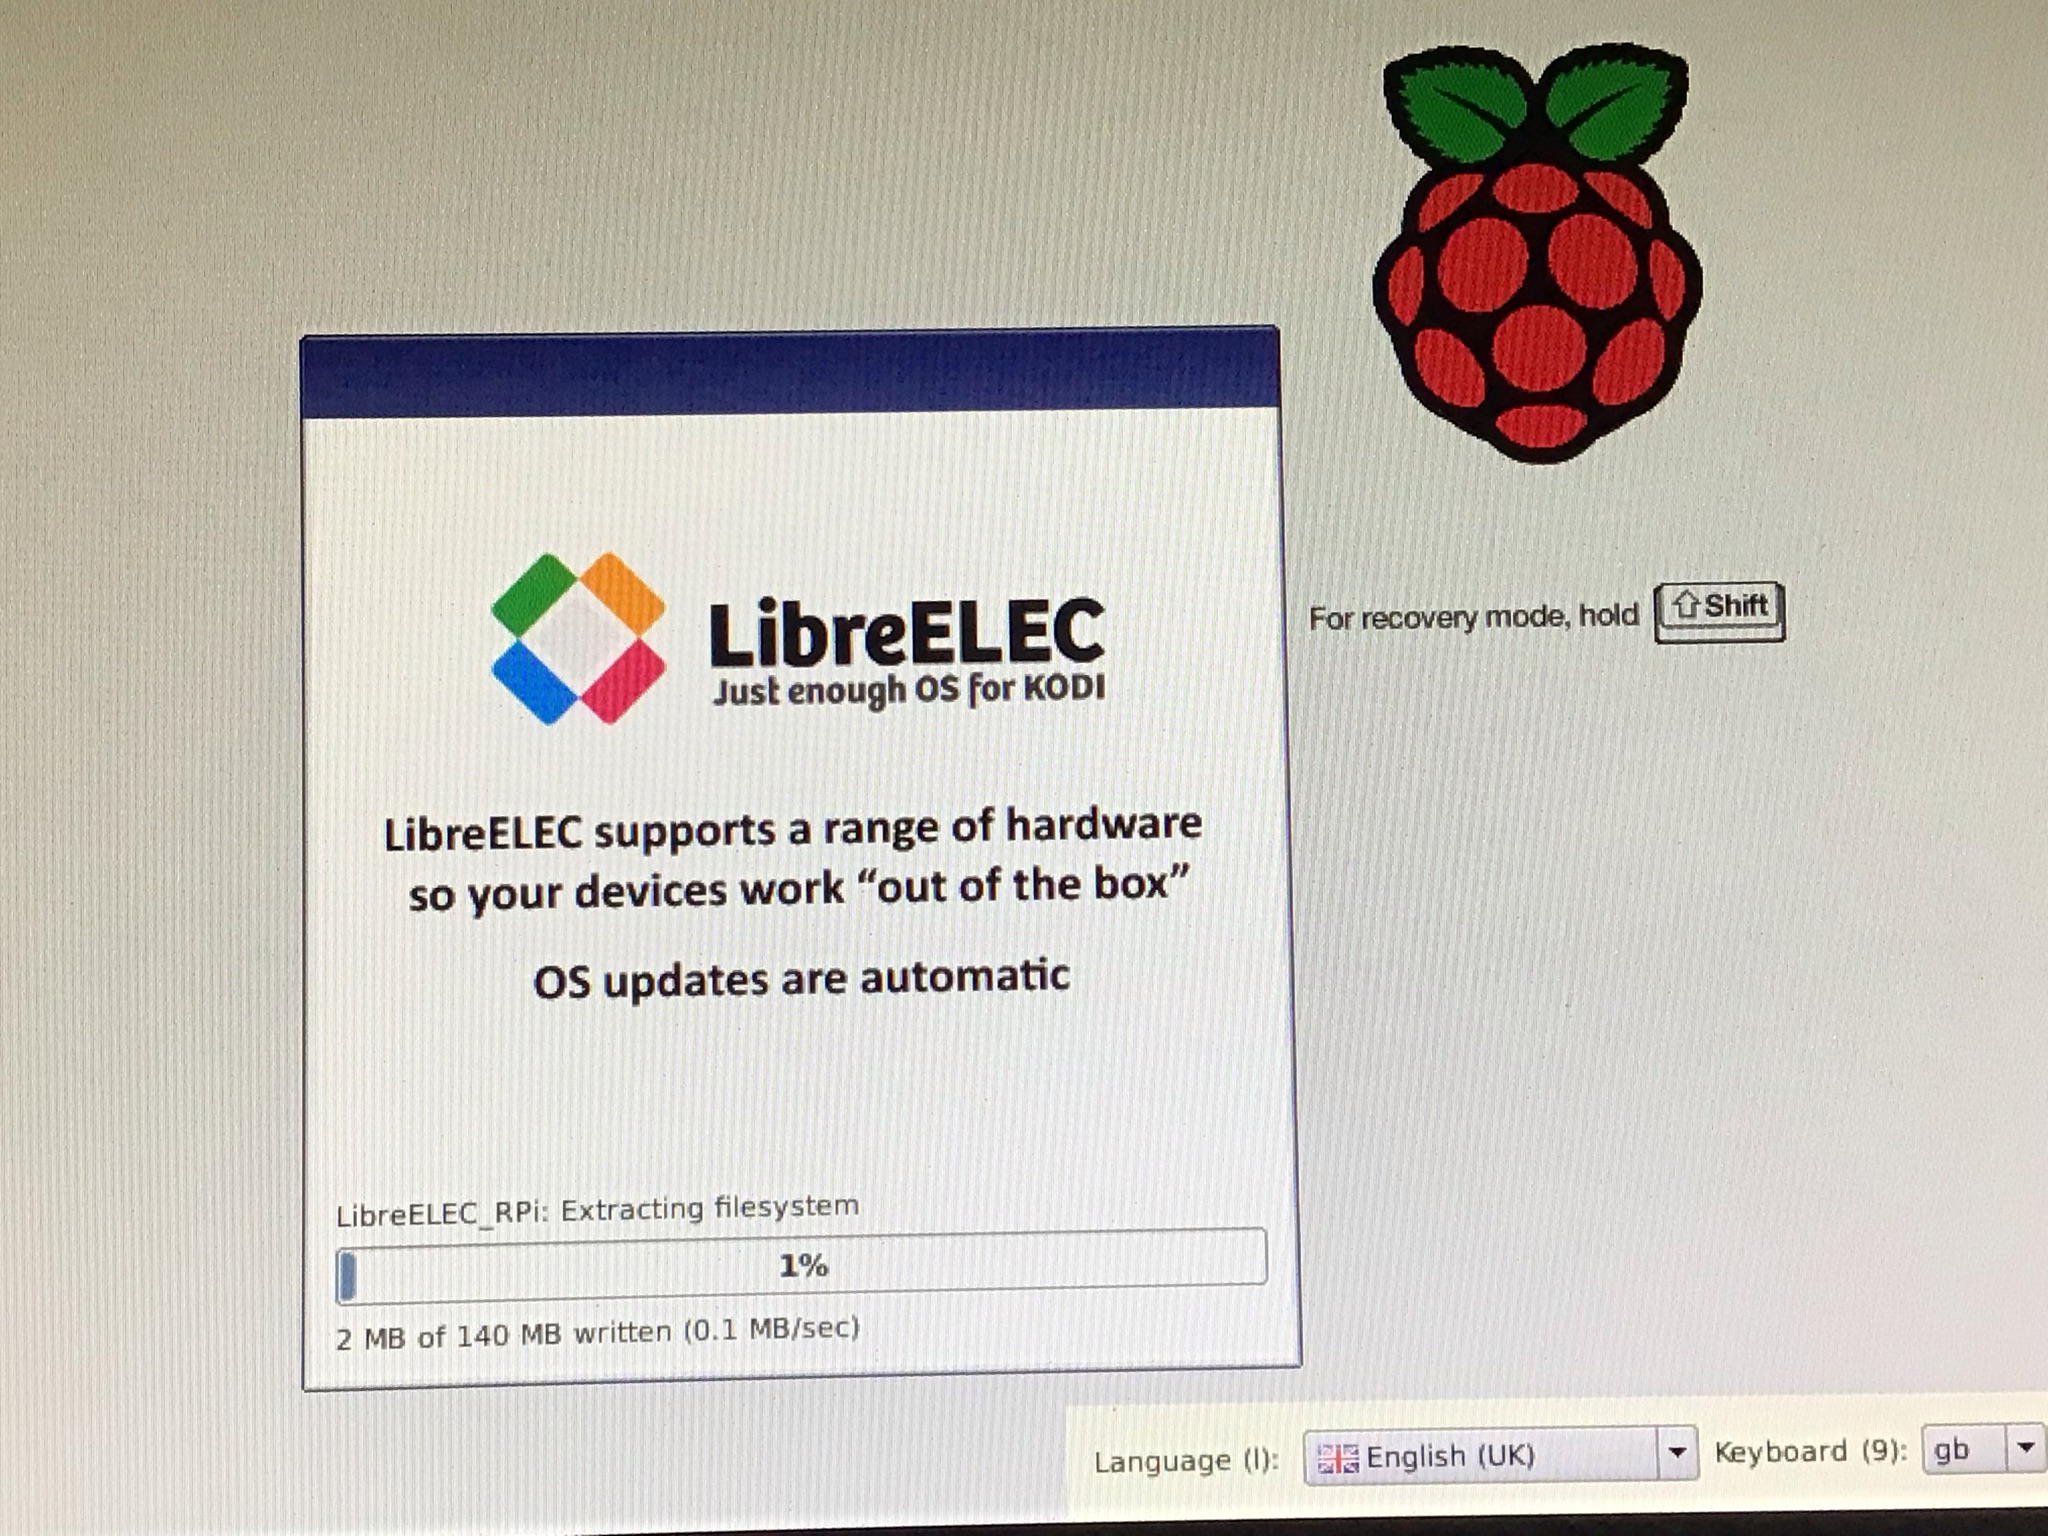 LibreELEC
Just enough OS for KODI
LibreELEC supports a range of hardware
so your devices work “out of the box”
OS updates are automatic
LibreELEC_RPi: Extracting filesystem
1%
2 MB of 140 MB written (0.1 MB/sec)
For recovery mode, hold Shift
Language (l): English (UK) Keyboard (9): gb